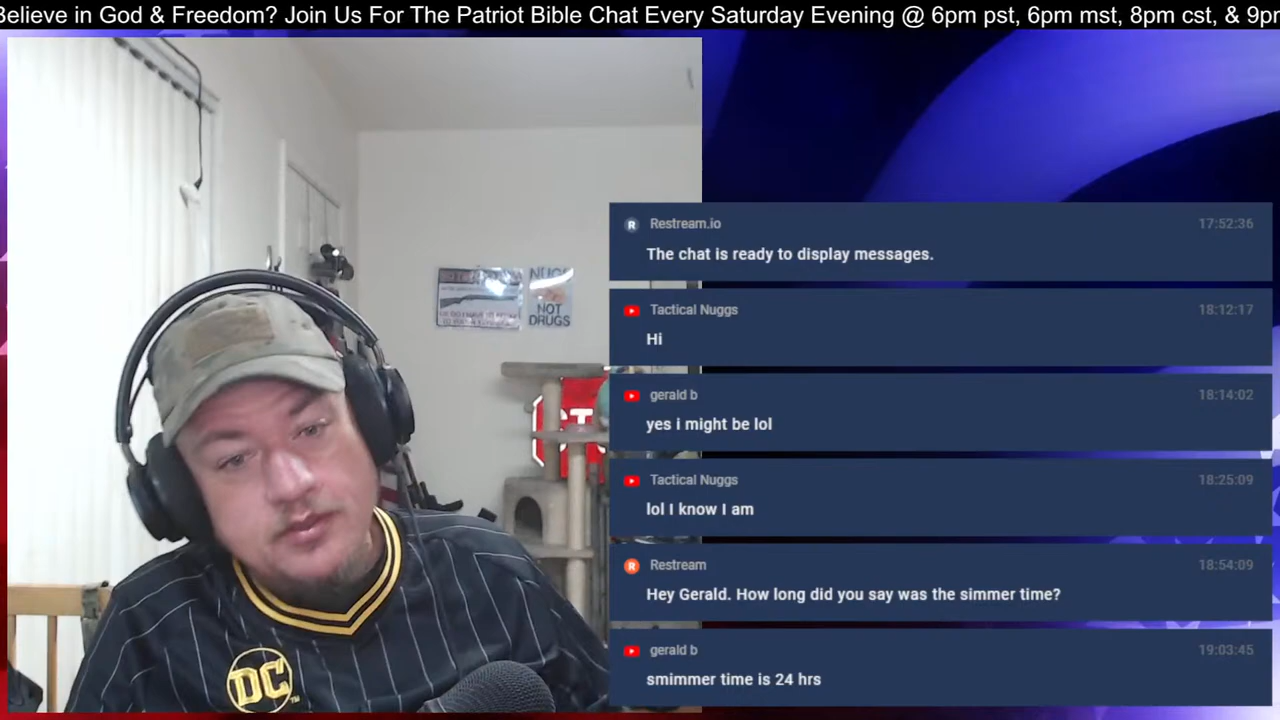 Believe in God & Freedom? Join Us For The Patriot Bible Chat Every Saturday Evening @ 6pm pst, 6pm mst, 8pm cst, & 9p
Restream.io 17:52:36
The chat is ready to display messages.
Tactical Nuggs 18:12:17
Hi
gerald b 18:14:02
yes i might be lol
Tactical Nuggs 18:25:09
lol I know I am
Restream 18:54:09
Hey Gerald. How long did you say was the simmer time?
gerald b 19:03:45
smimmer time is 24 hrs
NOT
DRUGS
DC